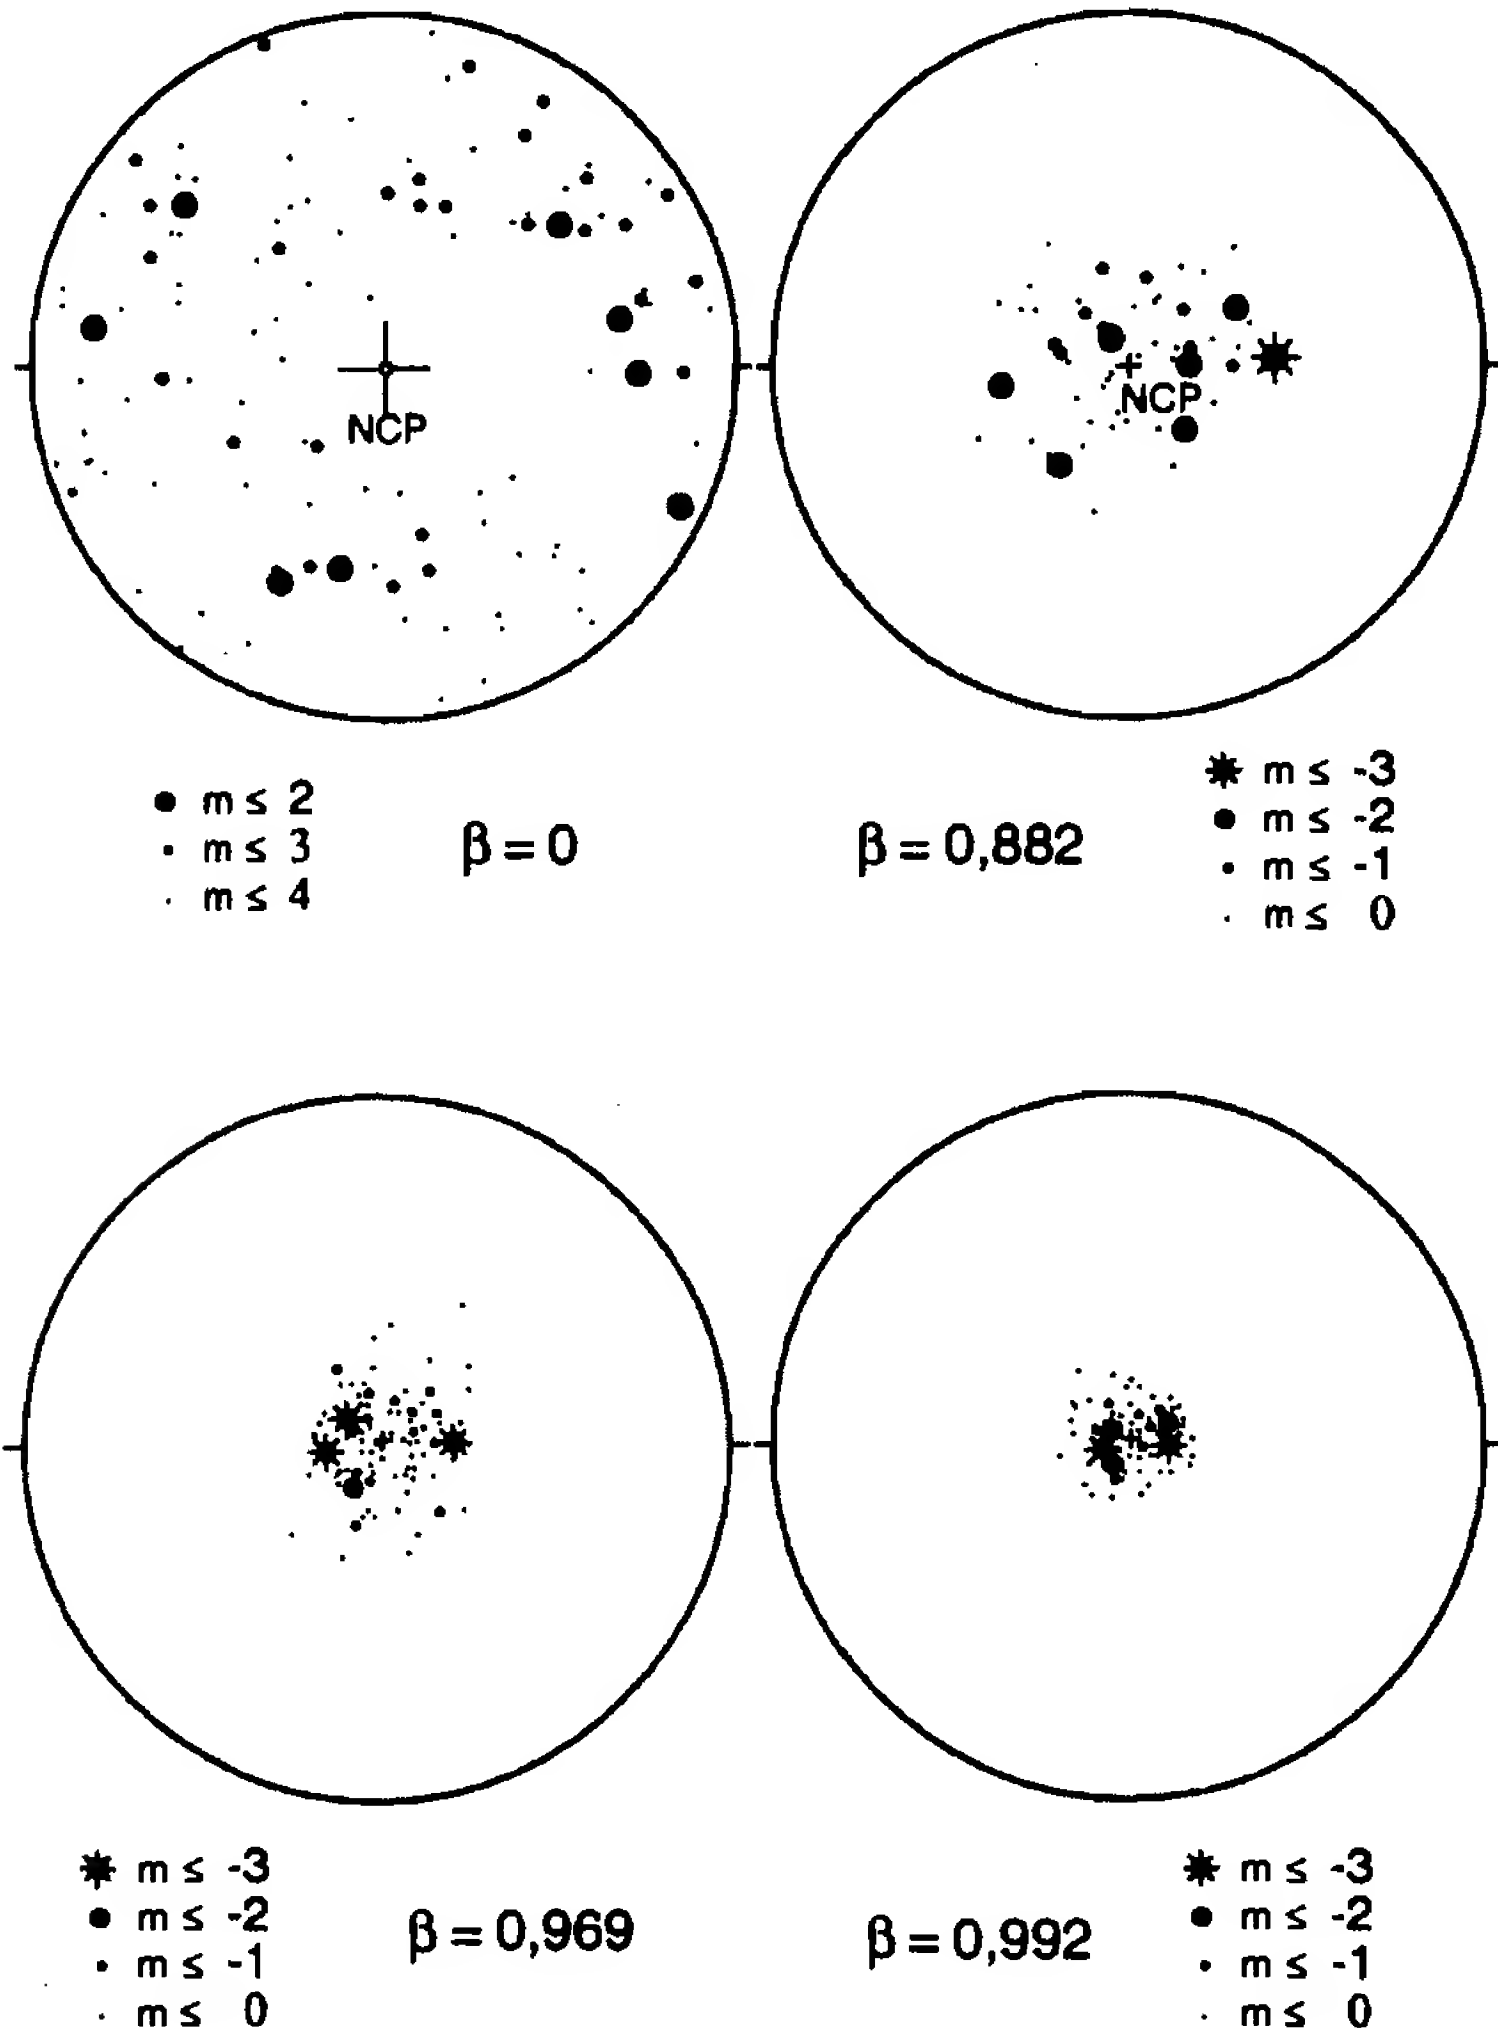 NCP
NCP
m ≤ 2
m ≤ 3
m ≤ 4
β = 0
β = 0,882
m ≤ -3
m ≤ -2
m ≤ -1
m ≤ 0
m ≤ -3
m ≤ -2
m ≤ -1
m ≤ 0
β = 0,969
β = 0,992
m ≤ -3
m ≤ -2
m ≤ -1
m ≤ 0